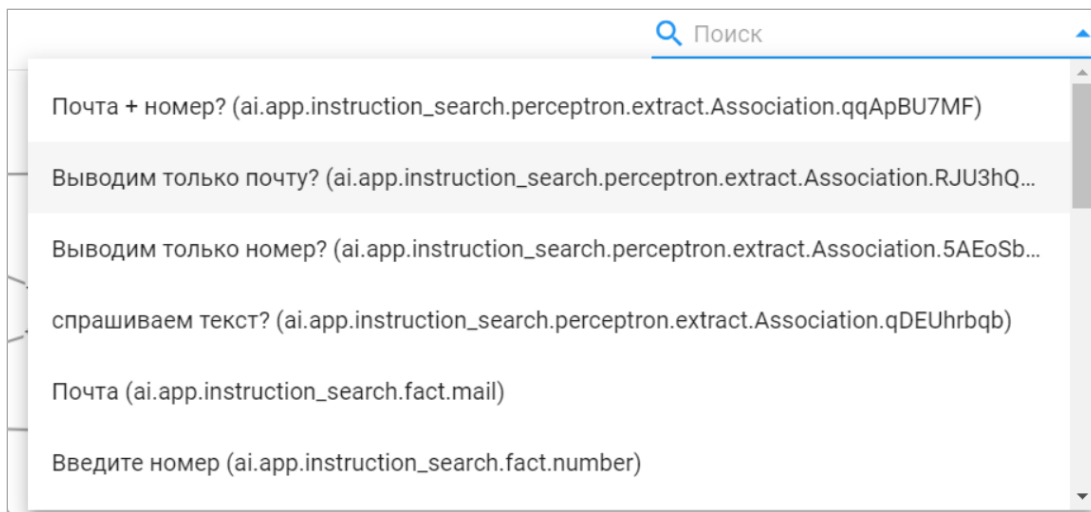 Поиск
Почта + номер? (ai.app.instruction_search.perceptron.extract.Association.qqApBU7MF)
Выводим только почту? (ai.app.instruction_search.perceptron.extract.Association.RJU3hQ...
Выводим только номер? (ai.app.instruction_search.perceptron.extract.Association.5AEoSb...
спрашиваем текст? (ai.app.instruction_search.perceptron.extract.Association.qDEUhrbqb)
Почта (ai.app.instruction_search.fact.mail)
Введите номер (ai.app.instruction_search.fact.number)